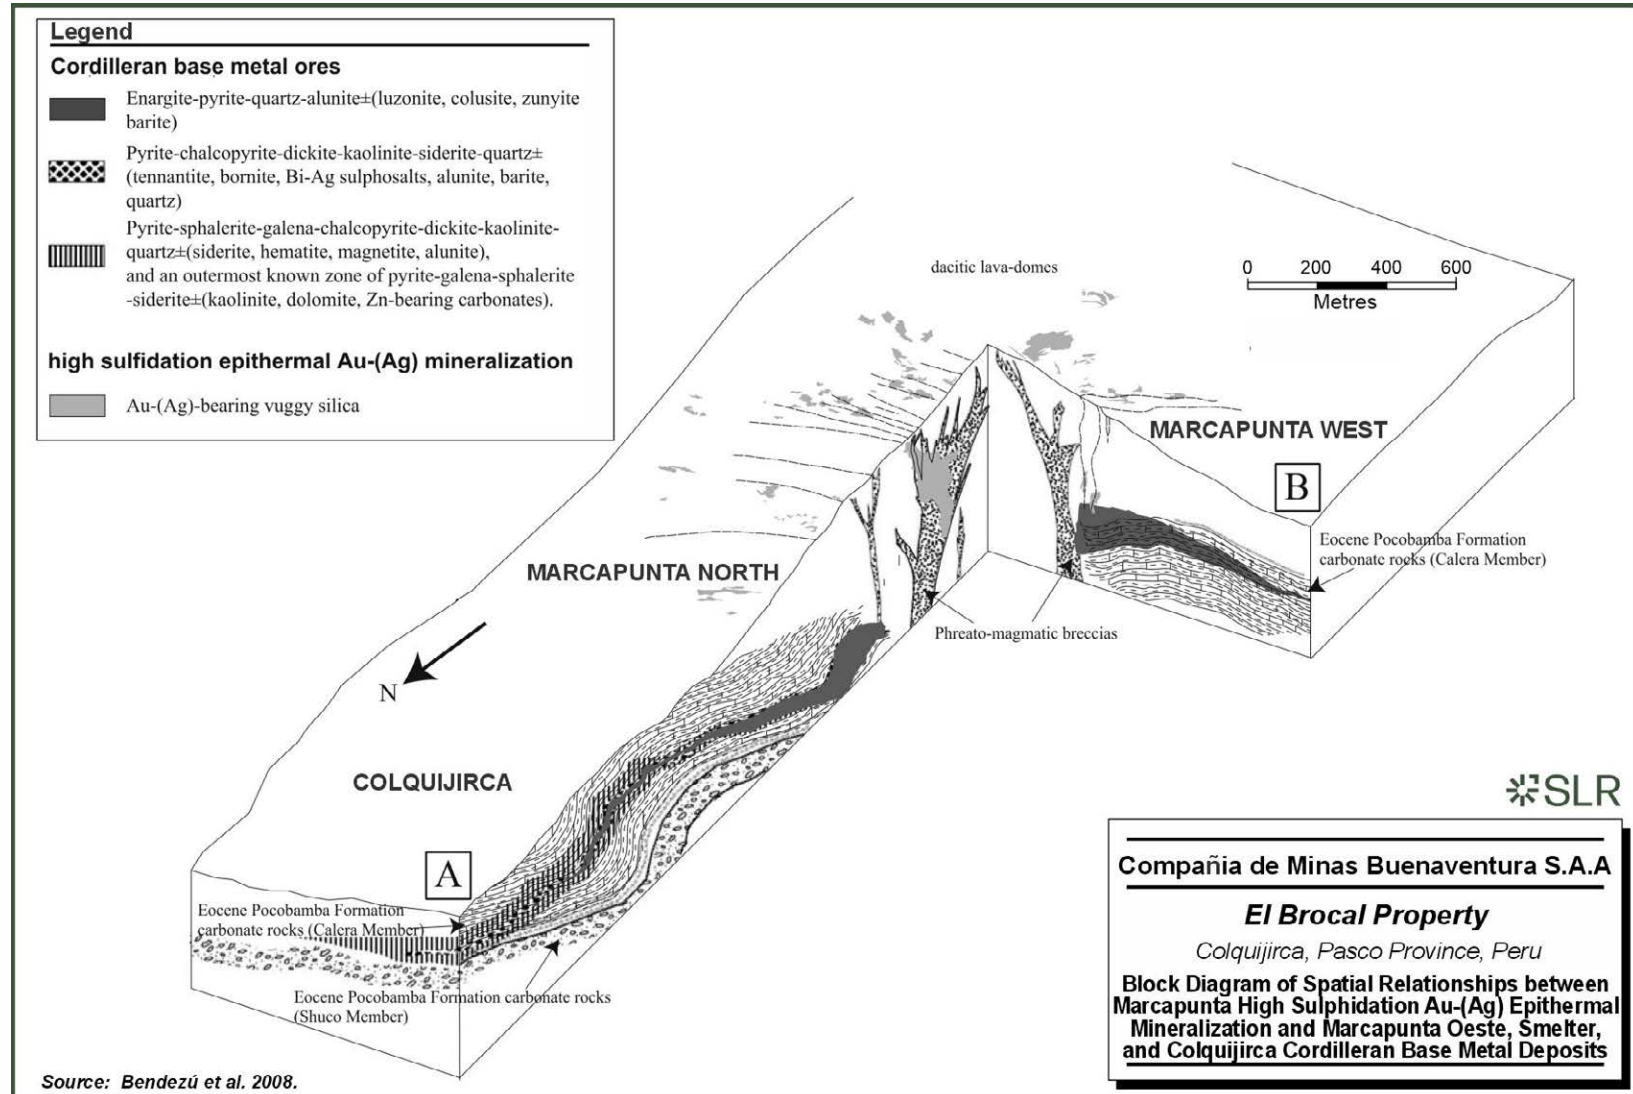 Legend
Cordilleran base metal ores
Enargite-pyrite-quartz-alunite±(luzonite, colusite, zunyite
barite)
Pyrite-chalcopyrite-dickite-kaolinite-siderite-quartz±
(tennantite, bornite, Bi-Ag sulphosalts, alunite, barite,
quartz)
Pyrite-sphalerite-galena-chalcopyrite-dickite-kaolinite-
quartz±(siderite, hematite, magnetite, alunite),
and an outermost known zone of pyrite-galena-sphalerite
-siderite±(kaolinite, dolomite, Zn-bearing carbonates).
high sulfidation epithermal Au-(Ag) mineralization
Au-(Ag)-bearing vuggy silica
dacitic lava-domes
0 200 400 600
Metres
MARCAPUNTA WEST
B
Eocene Pocobamba Formation
carbonate rocks (Calera Member)
MARCAPUNTA NORTH
Phreato-magmatic breccias
N
COLQUIJIRCA
A
Eocene Pocobamba Formation
carbonate rocks (Calera Member)
Eocene Pocobamba Formation carbonate rocks
(Shuco Member)
SLR
Compañia de Minas Buenaventura S.A.A
El Brocal Property
Colquijirca, Pasco Province, Peru
Block Diagram of Spatial Relationships between
Marcapunta High Sulphidation Au-(Ag) Epithermal
Mineralization and Marcapunta Oeste, Smelter,
and Colquijirca Cordilleran Base Metal Deposits
Source: Bendezú et al. 2008.